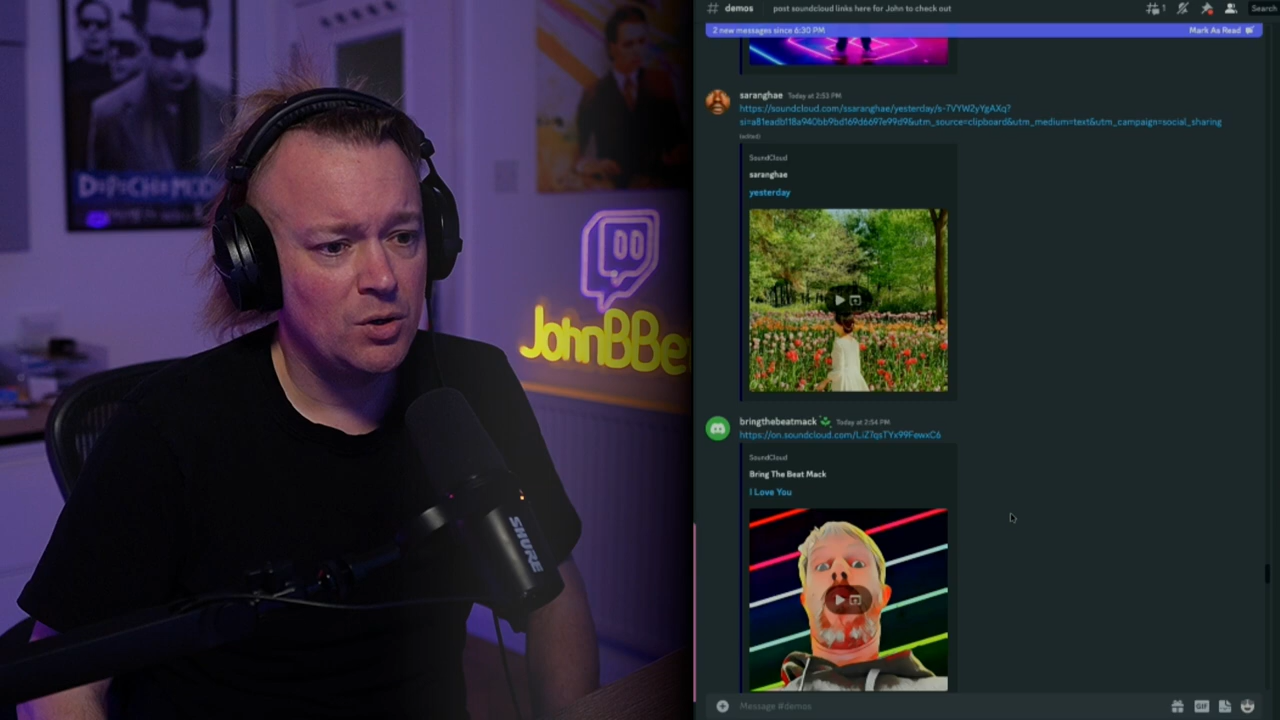 # demos
post soundcloud links here for John to check out
1
Search
2 new messages since 6:30 PM
Mark As Read
saranghae Today at 2:53 PM
https://soundcloud.com/ssaranghae/yesterday/s-7VYW2yYgAXq?
si=a81eadb118a940bb9bd169d6697e99d9&utm_source=clipboard&utm_medium=text&utm_campaign=social_sharing
(edited)
SoundCloud
saranghae
yesterday
bringthebeatmack Today at 2:54 PM
https://on.soundcloud.com/LiZ7qsTYx99FewxC6
SoundCloud
Bring The Beat Mack
I Love You
Message #demos
GIF
DEPECHE MOD
JohnBBe
SHURE